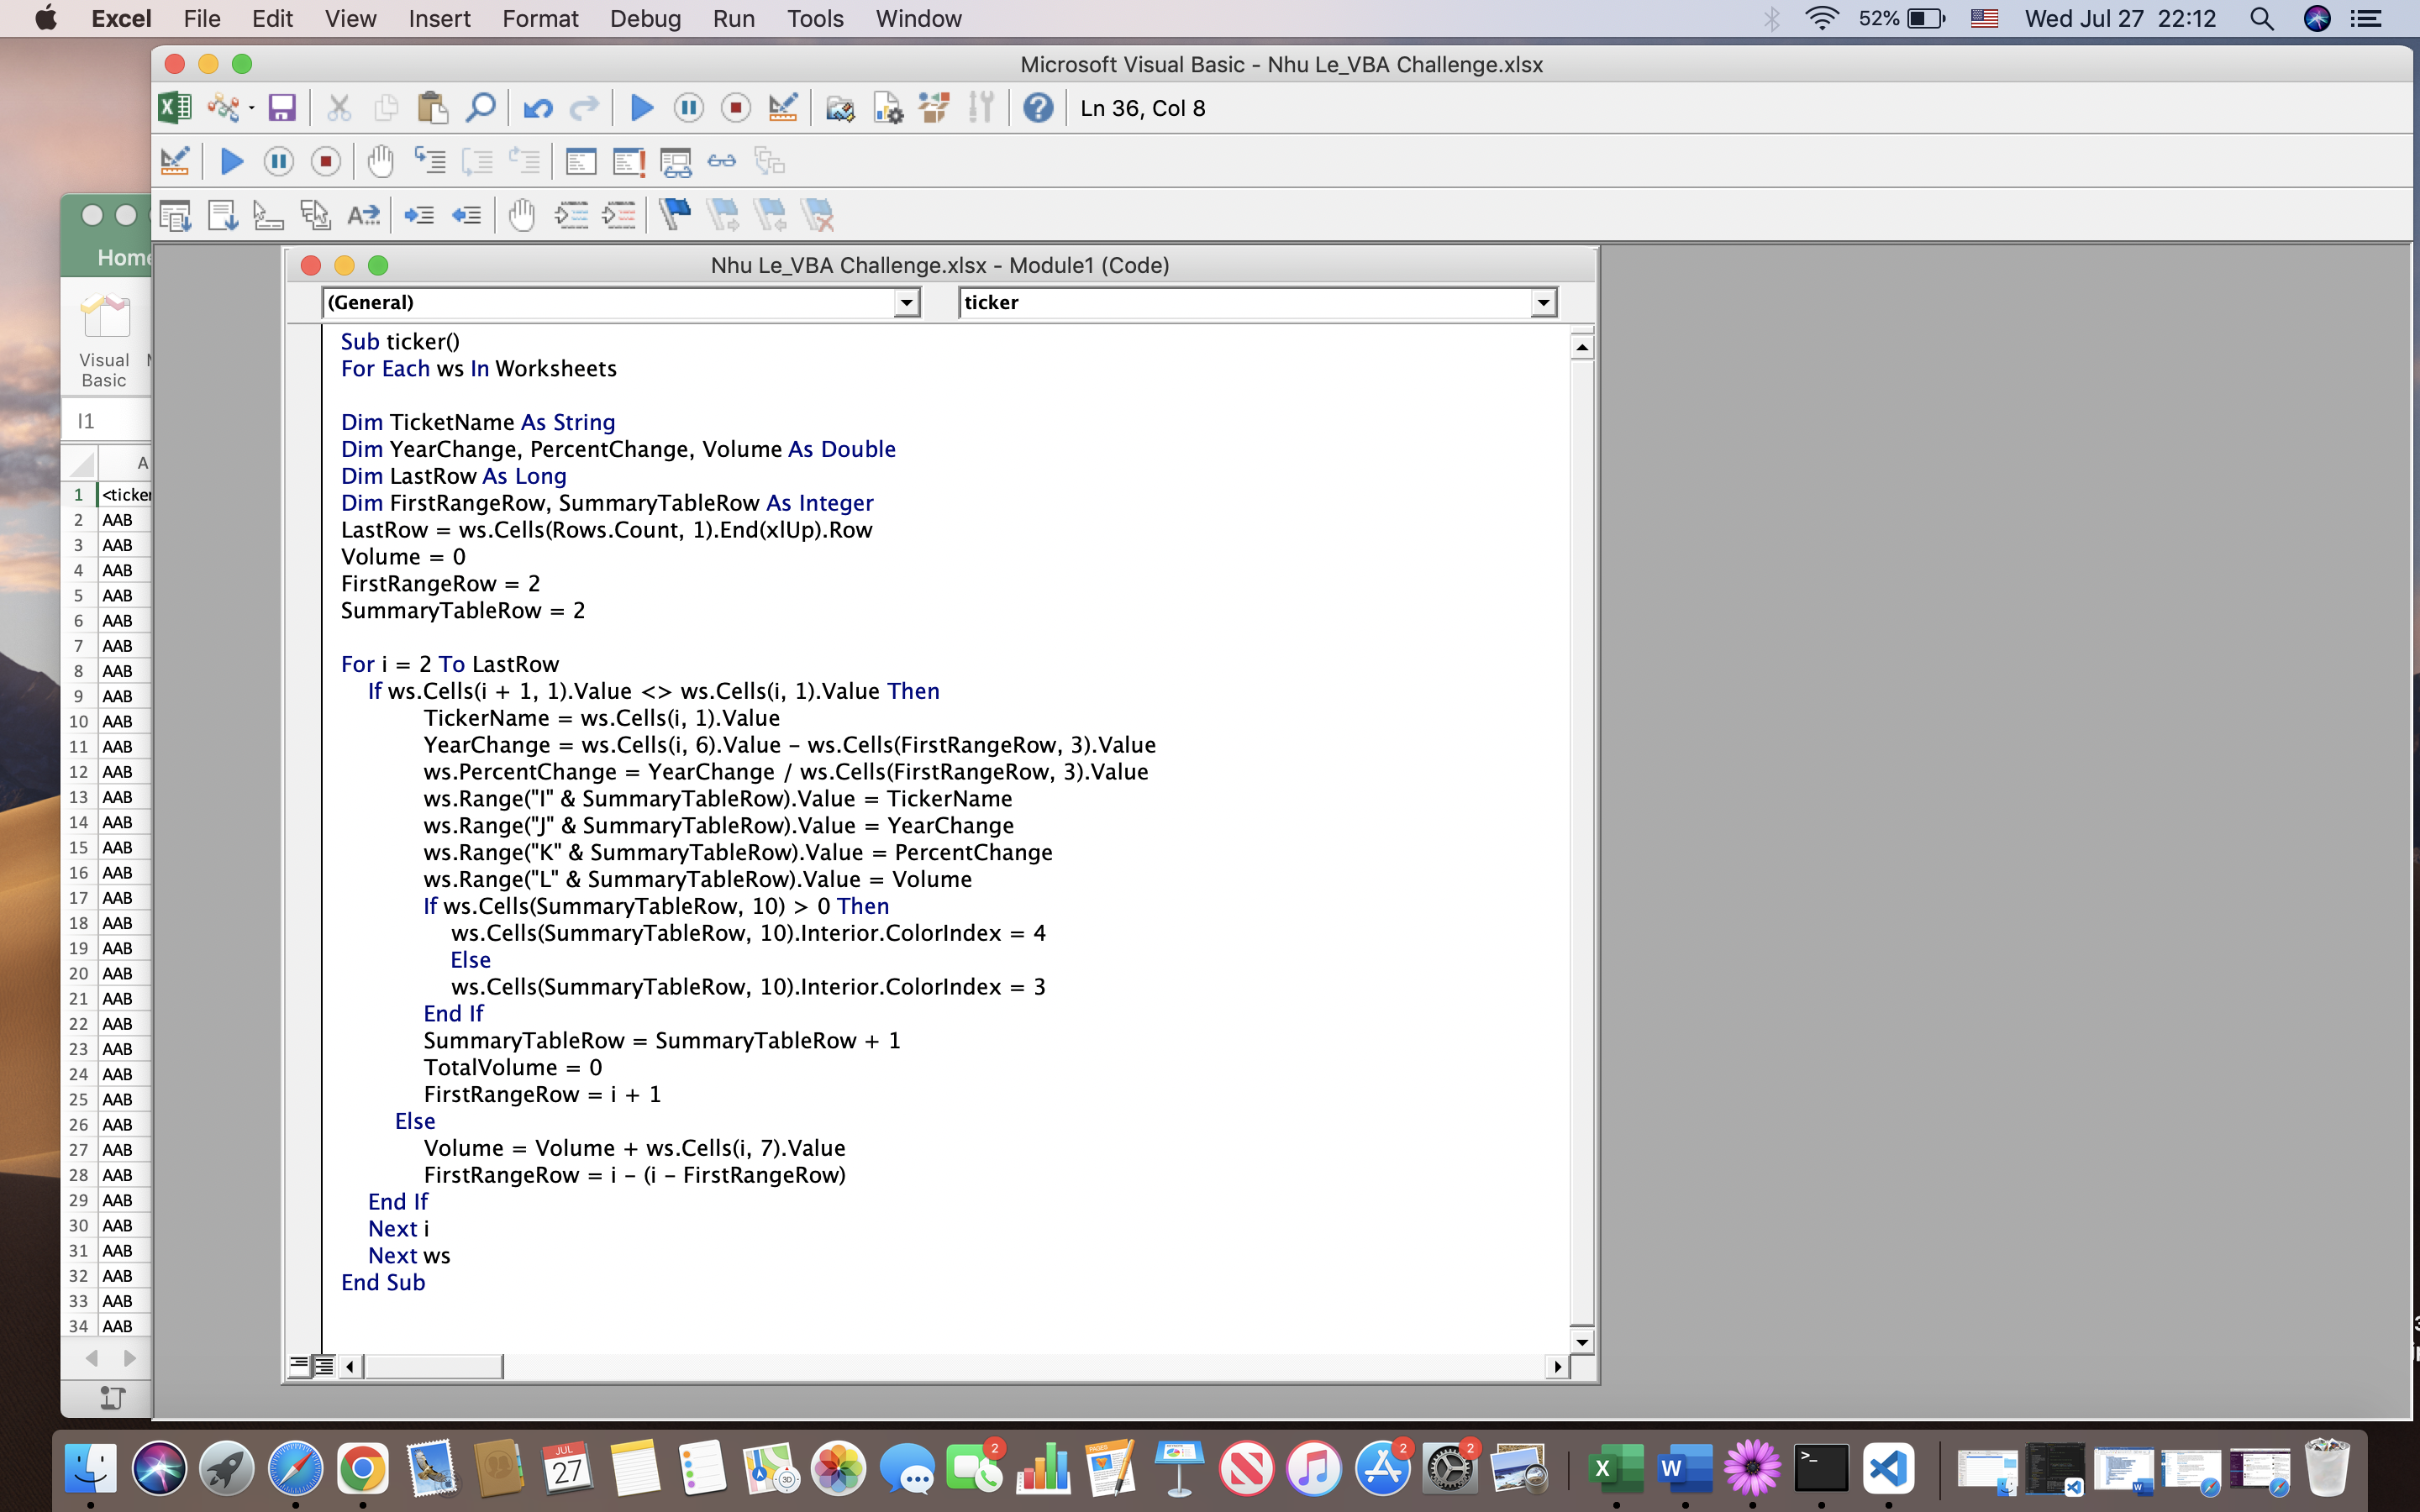 Excel File Edit View Insert Format Debug Run Tools Window 52% Wed Jul 27 22:12
Microsoft Visual Basic - Nhu Le_VBA Challenge.xlsx
Ln 36, Col 8
Home
Visual
Basic
I1
A
1 <ticker
2 AAB
3 AAB
4 AAB
5 AAB
6 AAB
7 AAB
8 AAB
9 AAB
10 AAB
11 AAB
12 AAB
13 AAB
14 AAB
15 AAB
16 AAB
17 AAB
18 AAB
19 AAB
20 AAB
21 AAB
22 AAB
23 AAB
24 AAB
25 AAB
26 AAB
27 AAB
28 AAB
29 AAB
30 AAB
31 AAB
32 AAB
33 AAB
34 AAB
Nhu Le_VBA Challenge.xlsx - Module1 (Code)
(General) ticker
Sub ticker()
For Each ws In Worksheets
Dim TicketName As String
Dim YearChange, PercentChange, Volume As Double
Dim LastRow As Long
Dim FirstRangeRow, SummaryTableRow As Integer
LastRow = ws.Cells(Rows.Count, 1).End(xlUp).Row
Volume = 0
FirstRangeRow = 2
SummaryTableRow = 2
For i = 2 To LastRow
If ws.Cells(i + 1, 1).Value <> ws.Cells(i, 1).Value Then
TickerName = ws.Cells(i, 1).Value
YearChange = ws.Cells(i, 6).Value - ws.Cells(FirstRangeRow, 3).Value
ws.PercentChange = YearChange / ws.Cells(FirstRangeRow, 3).Value
ws.Range("I" & SummaryTableRow).Value = TickerName
ws.Range("J" & SummaryTableRow).Value = YearChange
ws.Range("K" & SummaryTableRow).Value = PercentChange
ws.Range("L" & SummaryTableRow).Value = Volume
If ws.Cells(SummaryTableRow, 10) > 0 Then
ws.Cells(SummaryTableRow, 10).Interior.ColorIndex = 4
Else
ws.Cells(SummaryTableRow, 10).Interior.ColorIndex = 3
End If
SummaryTableRow = SummaryTableRow + 1
TotalVolume = 0
FirstRangeRow = i + 1
Else
Volume = Volume + ws.Cells(i, 7).Value
FirstRangeRow = i - (i - FirstRangeRow)
End If
Next i
Next ws
End Sub
JUL
27
2
PAGES
2
2
3D
X
W
>_